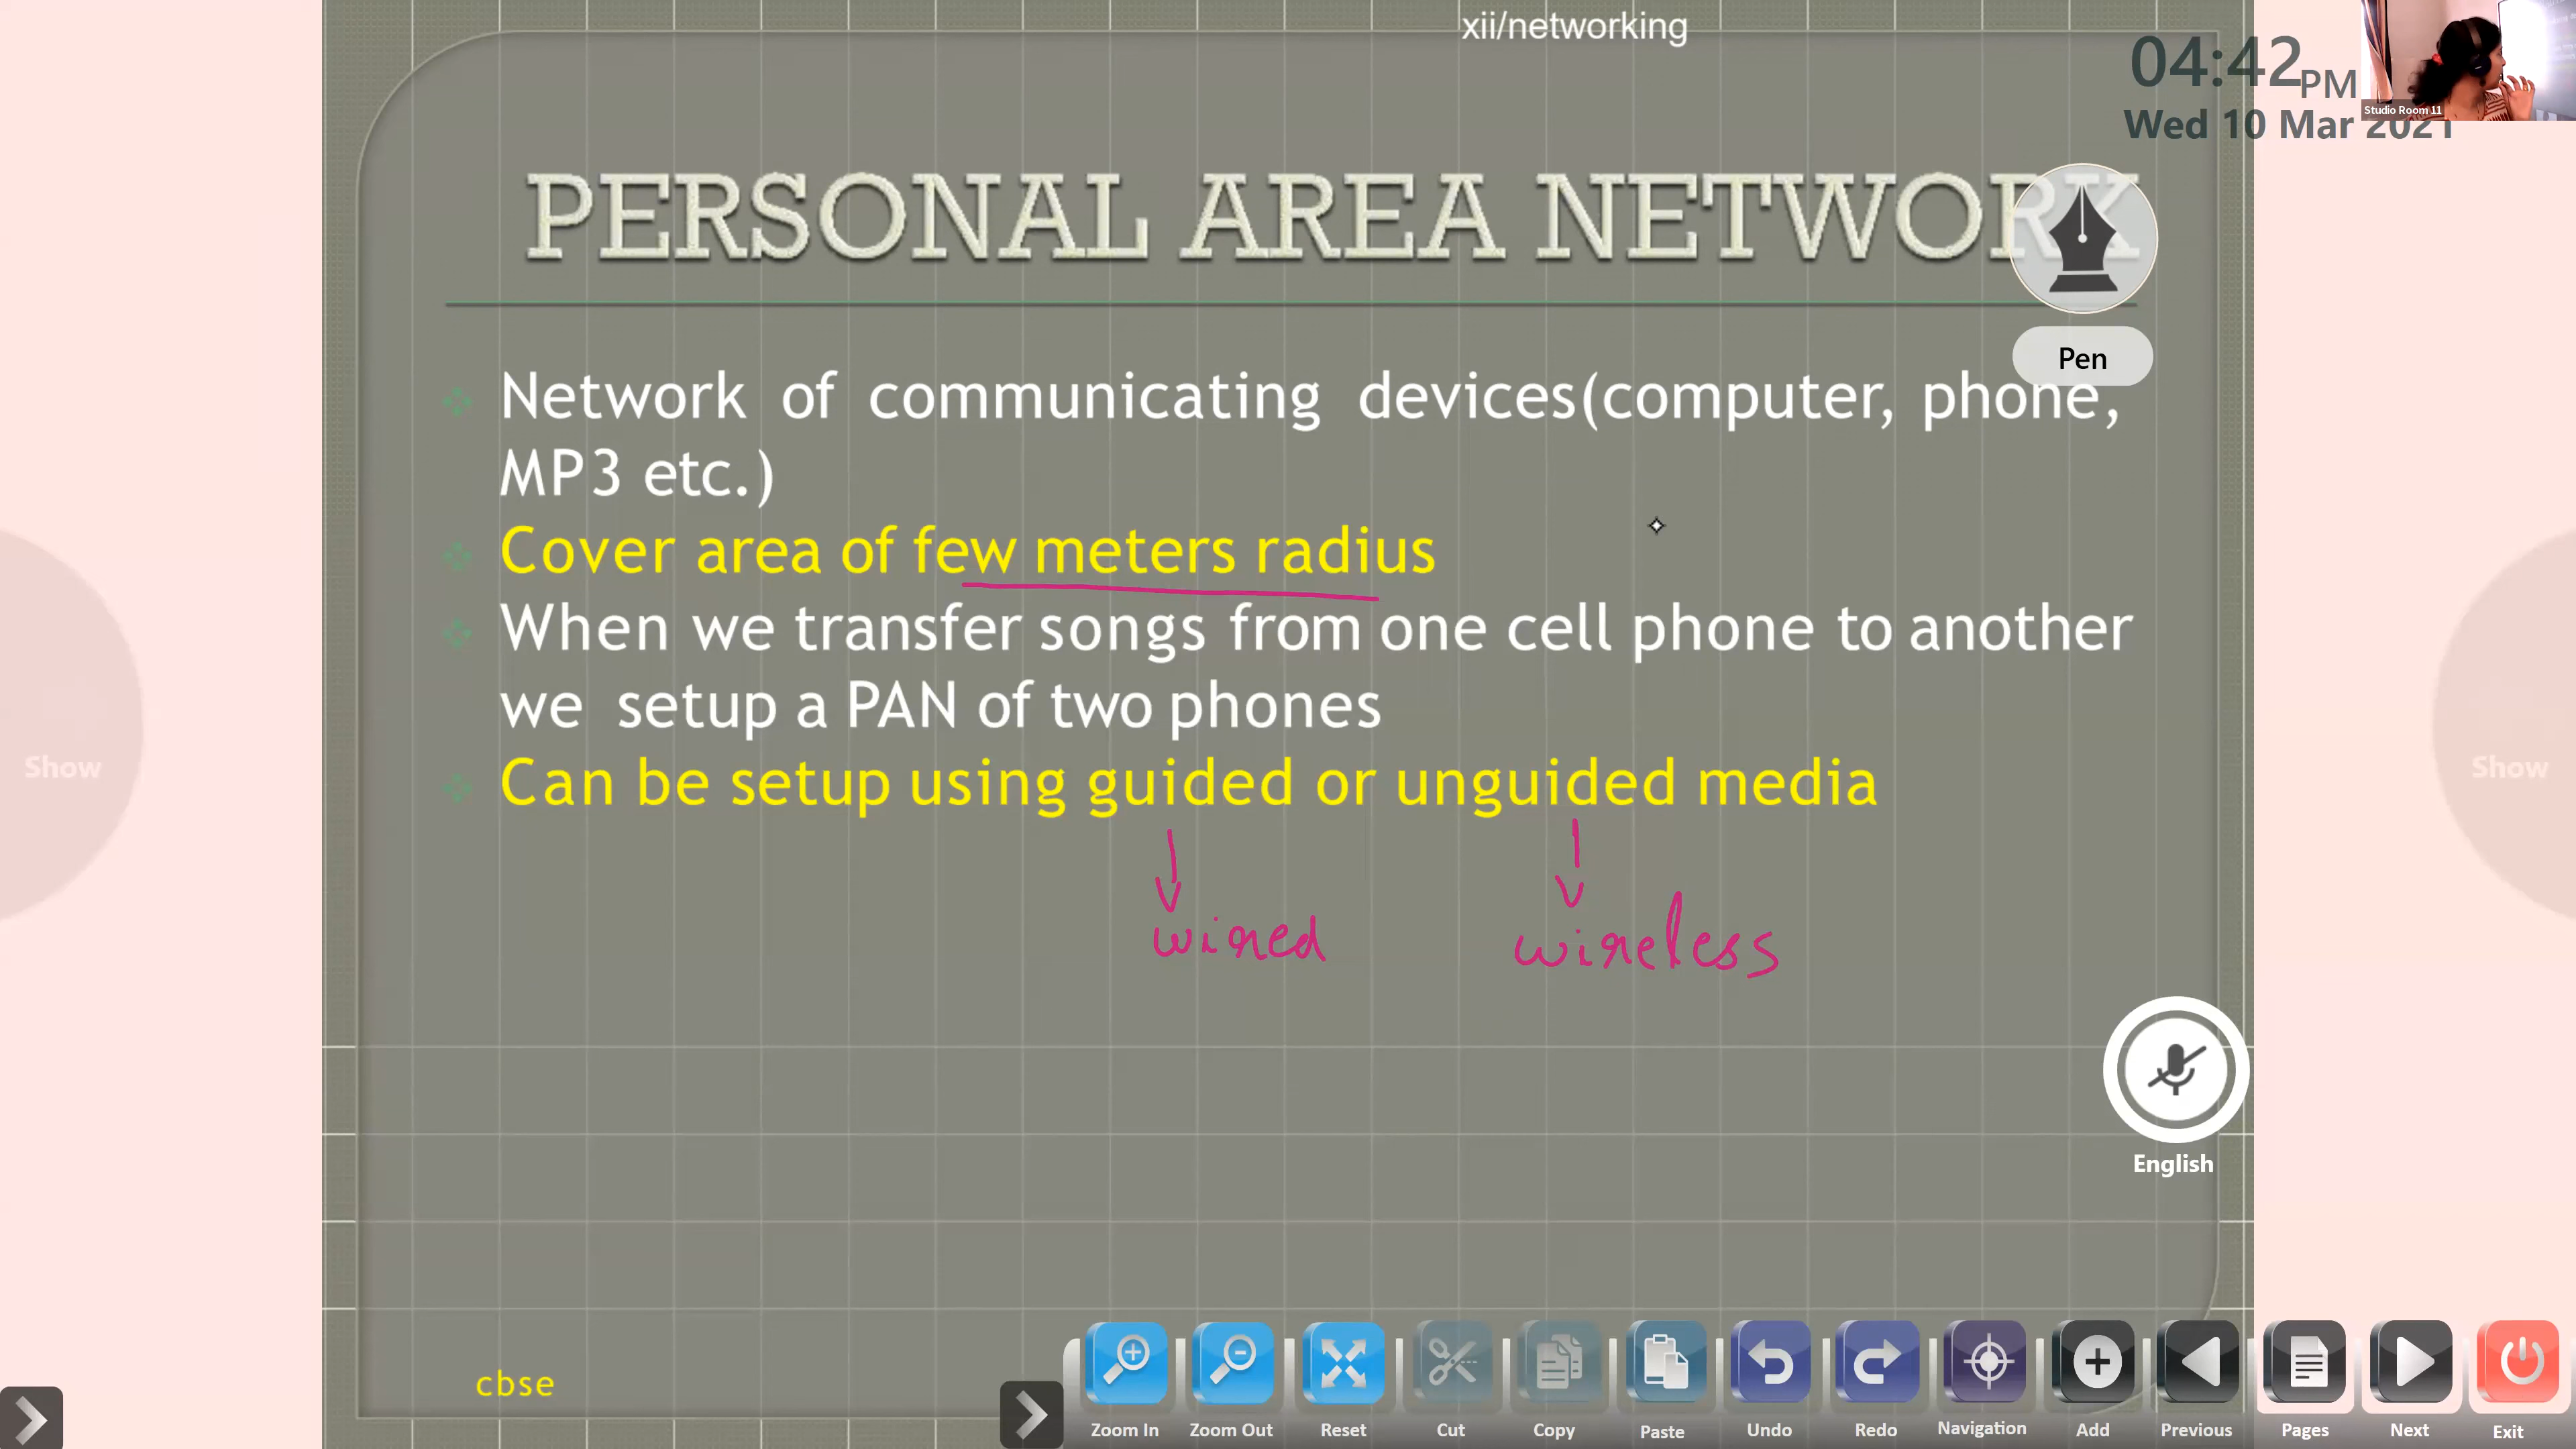 xii/networking
04:42PM
Wed 10 Mar 2021
Studio Room 11
PERSONAL AREA NETWORK
Pen
Network of communicating devices(computer, phone,
MP3 etc.)
Cover area of few meters radius
When we transfer songs from one cell phone to another
we setup a PAN of two phones
Can be setup using guided or unguided media
wired wireless
Show
Show
English
cbse
Zoom In Zoom Out Reset Cut Copy Paste Undo Redo Navigation Add Previous Pages Next Exit